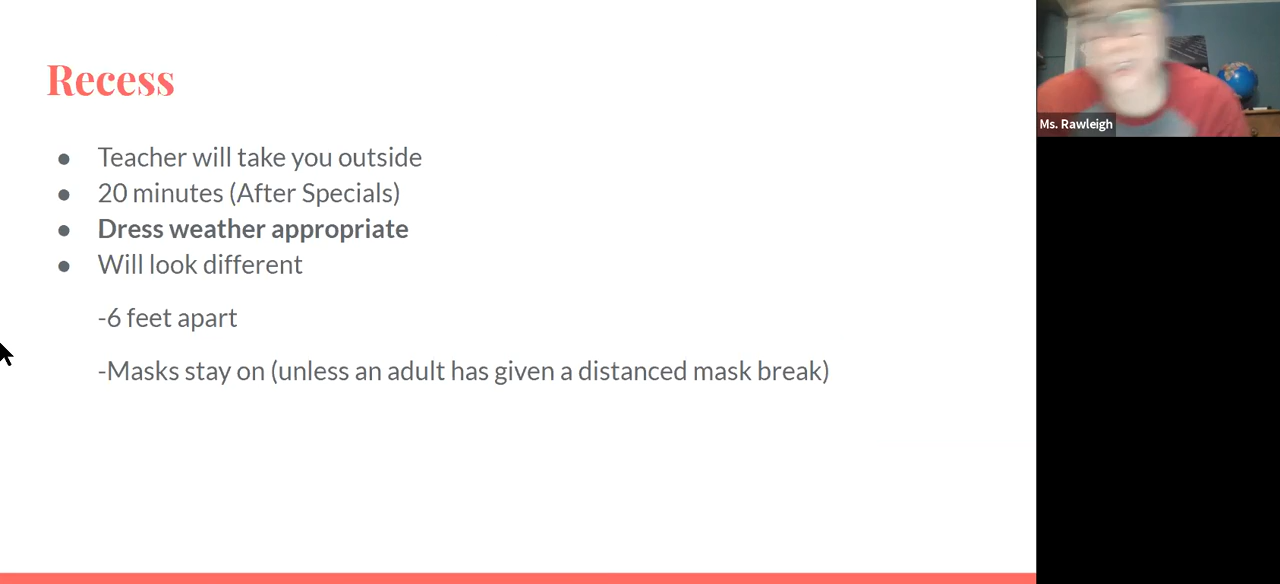 Recess
● Teacher will take you outside
● 20 minutes (After Specials)
● Dress weather appropriate
● Will look different
-6 feet apart
-Masks stay on (unless an adult has given a distanced mask break)
Ms. Rawleigh